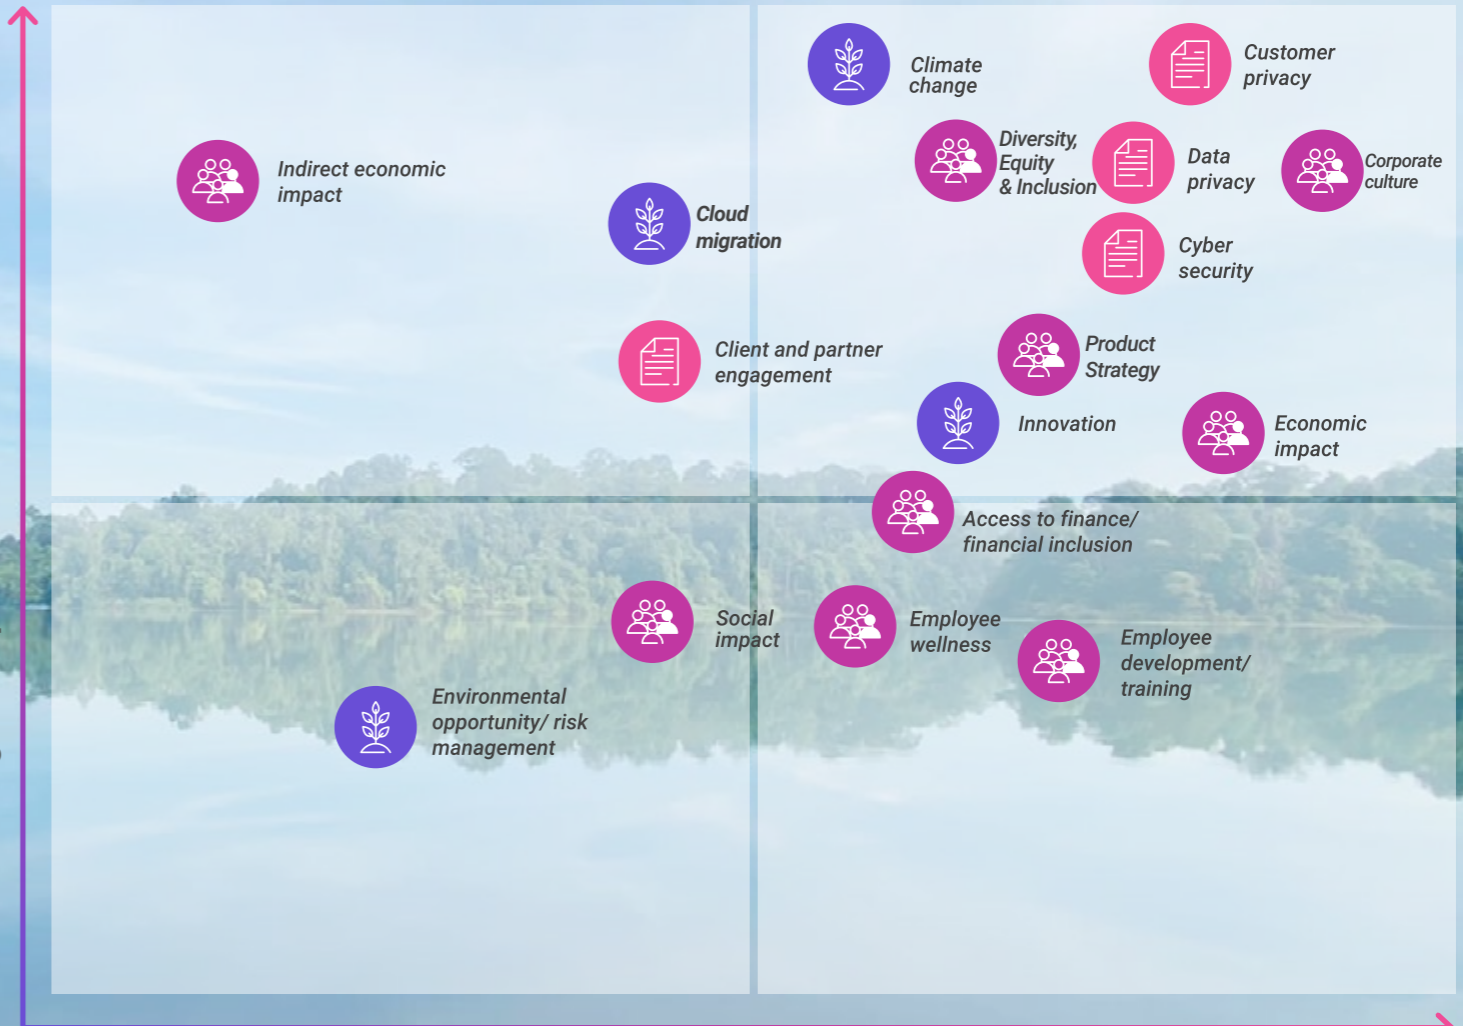 Climate
change
Customer
privacy
Indirect economic
impact
Diversity,
Equity
& Inclusion
Data
privacy
Corporate
culture
Cloud
migration
Cyber
security
Client and partner
engagement
Product
Strategy
Innovation
Economic
impact
Access to finance/
financial inclusion
Social
impact
Employee
wellness
Employee
development/
training
Environmental
opportunity/ risk
management